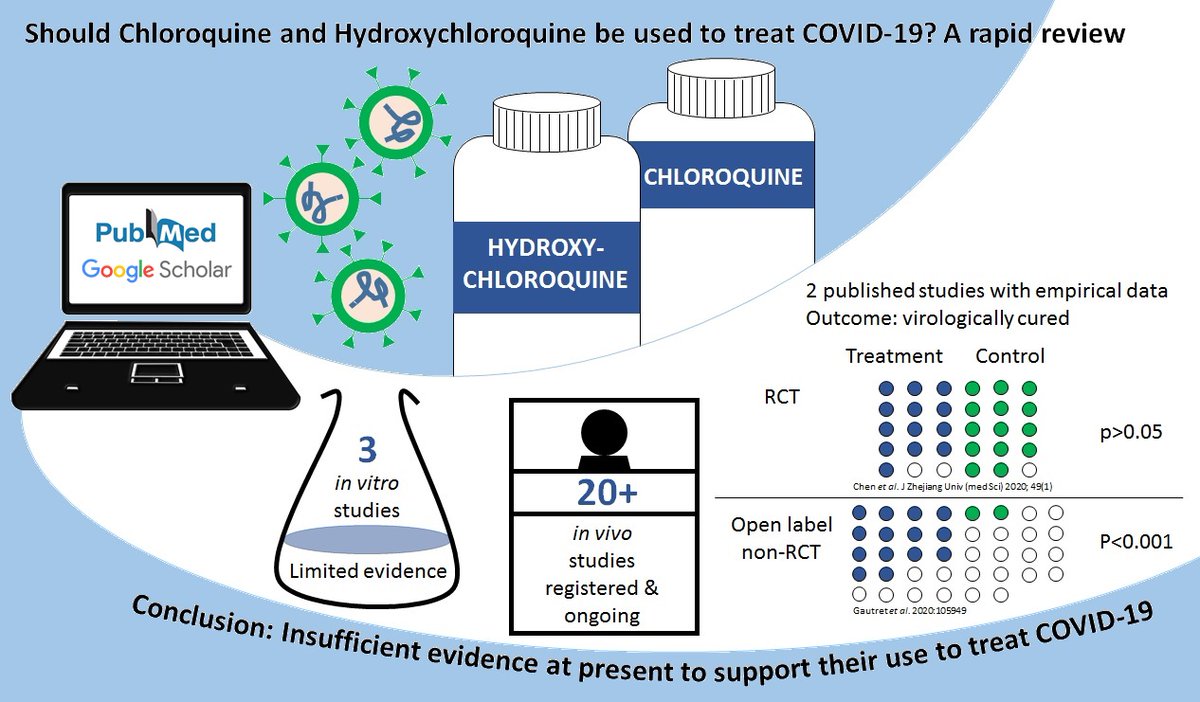 Should Chloroquine and Hydroxychloroquine be used to treat COVID-19? A rapid review
PubMed
Google Scholar
HYDROXY-
CHLOROQUINE
CHLOROQUINE
2 published studies with empirical data
Outcome: virologically cured
Treatment Control
RCT
p>0.05
Chen et al. J Zhejiang Univ (med Sci) 2020; 49(1)
Open label
non-RCT
P<0.001
Gautret et al. 2020:105949
3
in vitro
studies
Limited evidence
20+
in vivo
studies
registered &
ongoing
Conclusion: Insufficient evidence at present to support their use to treat COVID-19